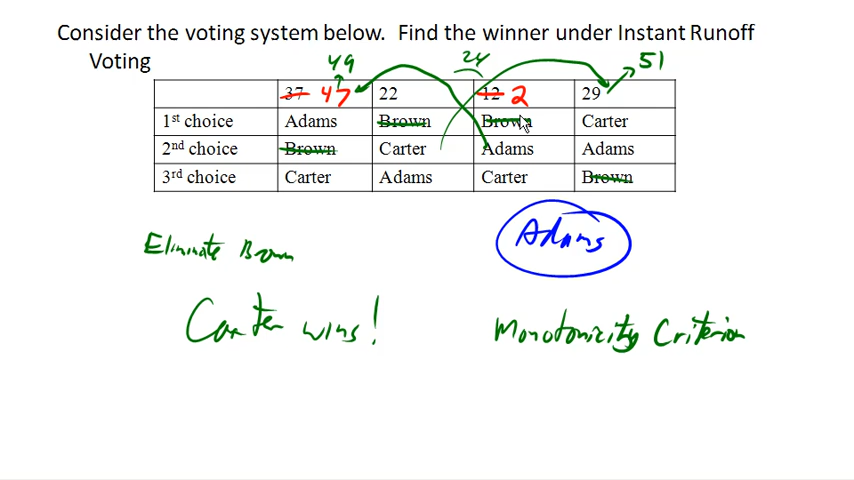 Consider the voting system below. Find the winner under Instant Runoff
Voting
49 24 51
37 47 22 12 2 29
1st choice Adams Brown Brown Carter
2nd choice Brown Carter Adams Adams
3rd choice Carter Adams Carter Brown
Eliminate Brown
Adams
Carter wins!
Monotonicity Criterion